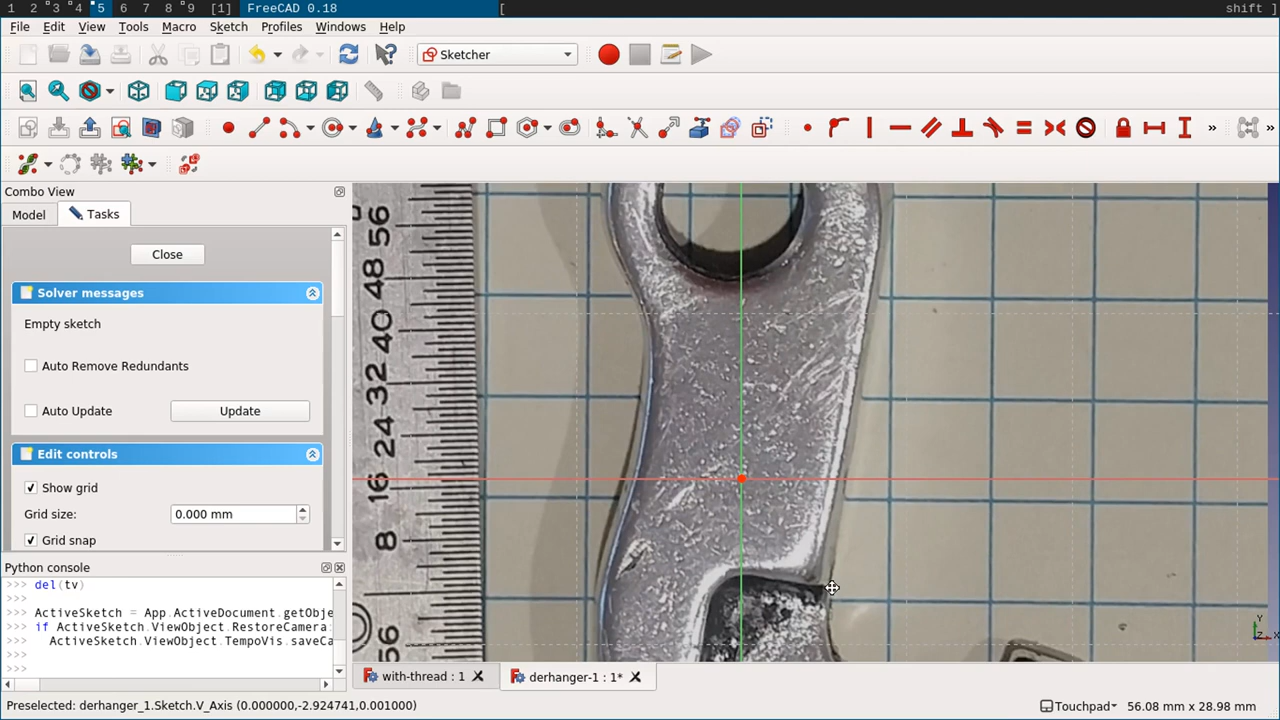 1 2 3 4 5 6 7 8 9 [1] FreeCAD 0.18 [ shift ]
File Edit View Tools Macro Sketch Profiles Windows Help
Sketcher
» »
Combo View
Model Tasks
Close
Solver messages
Empty sketch
Auto Remove Redundants
Auto Update Update
Edit controls
Show grid
Grid size: 0.000 mm
Grid snap
Python console
>>> del(tv)
>>>
>>> ActiveSketch = App.ActiveDocument.getObje
>>> if ActiveSketch.ViewObject.RestoreCamera:
>>> ActiveSketch.ViewObject.TempoVis.saveCa
>>>
>>>
56
48
40
32
24
16
8
56
Y
Z X
with-thread : 1 derhanger-1 : 1*
Preselected: derhanger_1.Sketch.V_Axis (0.000000,-2.924741,0.001000) Touchpad 56.08 mm x 28.98 mm